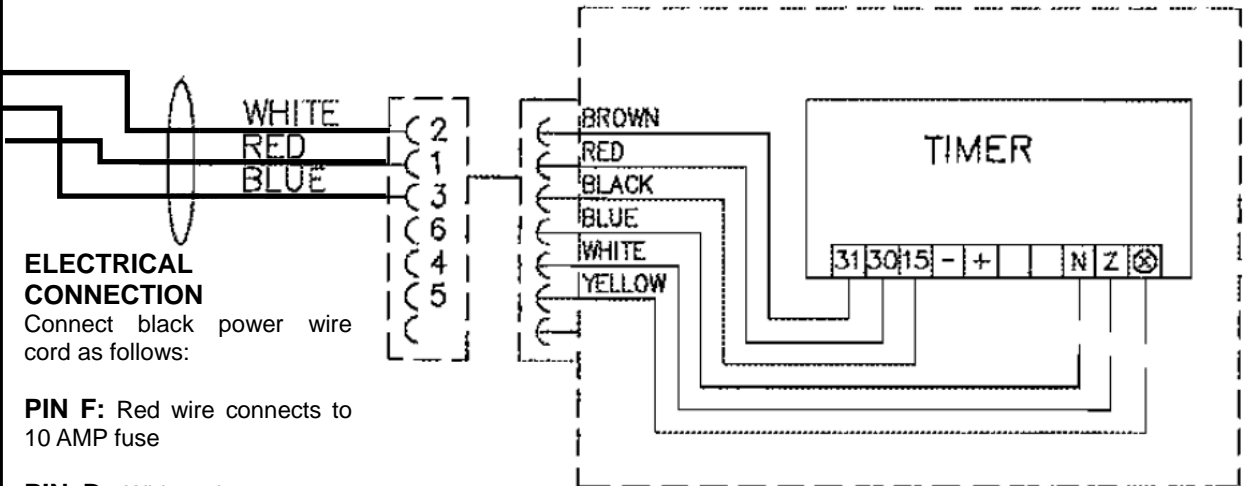 WHITE
RED
BLUE
2
1
3
6
4
5
BROWN
RED
BLACK
BLUE
WHITE
YELLOW
TIMER
31 30 15 - + N Z
ELECTRICAL
CONNECTION
Connect black power wire
cord as follows:
PIN F: Red wire connects to
10 AMP fuse